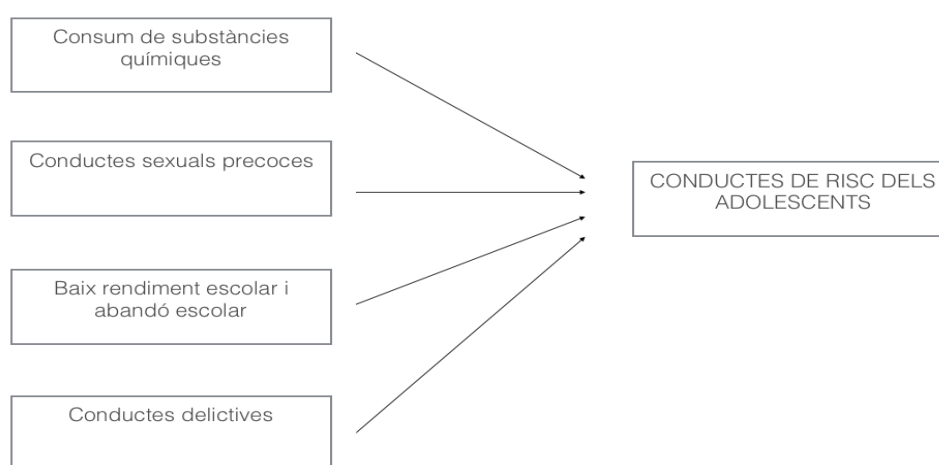 Consum de substàncies
químiques
Conductes sexuals precoces
CONDUCTES DE RISC DELS
ADOLESCENTS
Baix rendiment escolar i
abandó escolar
Conductes delictives